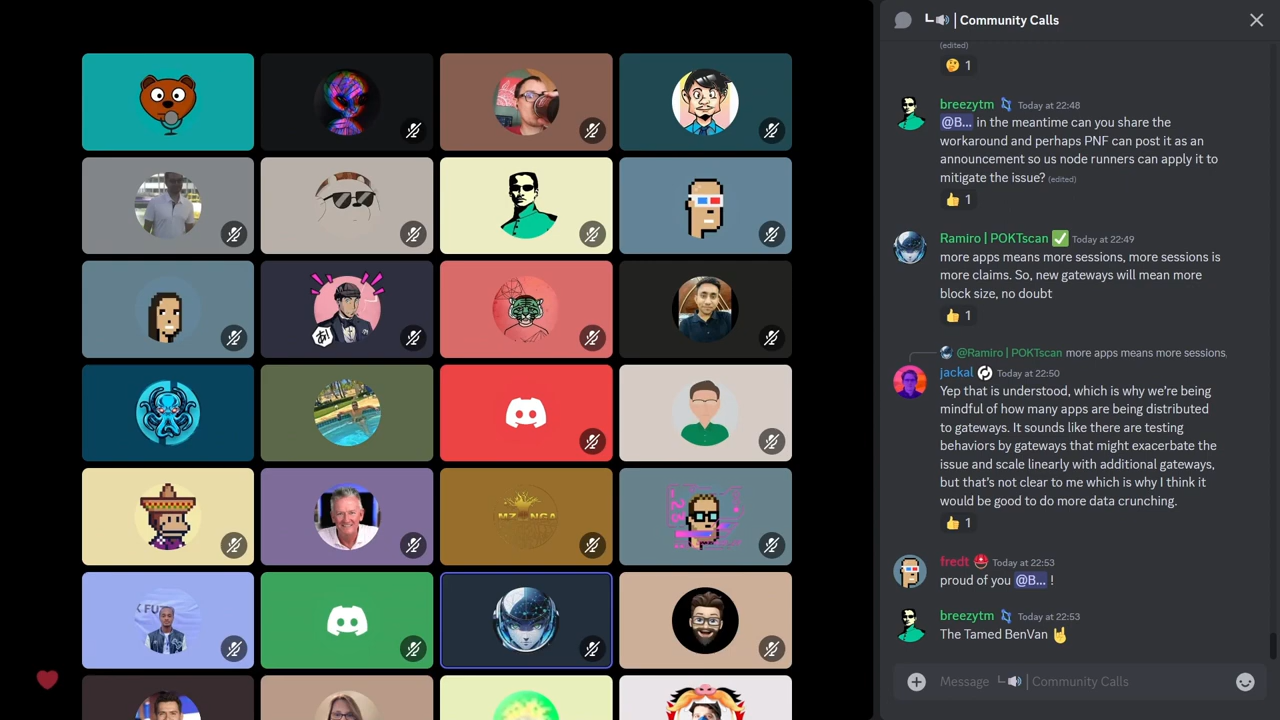 ┗🔊 | Community Calls
(edited)
🤔 1
breezytm Today at 22:48
@B... in the meantime can you share the
workaround and perhaps PNF can post it as an
announcement so us node runners can apply it to
mitigate the issue? (edited)
👍 1
Ramiro | POKTscan ✅ Today at 22:49
more apps means more sessions, more sessions is
more claims. So, new gateways will mean more
block size, no doubt
👍 1
@Ramiro | POKTscan more apps means more sessions,
jackal Today at 22:50
Yep that is understood, which is why we're being
mindful of how many apps are being distributed
to gateways. It sounds like there are testing
behaviors by gateways that might exacerbate the
issue and scale linearly with additional gateways,
but that's not clear to me which is why I think it
would be good to do more data crunching.
👍 1
fredt Today at 22:53
proud of you @B... !
breezytm Today at 22:53
The Tamed BenVan 🤘
Message ┗🔊 | Community Calls